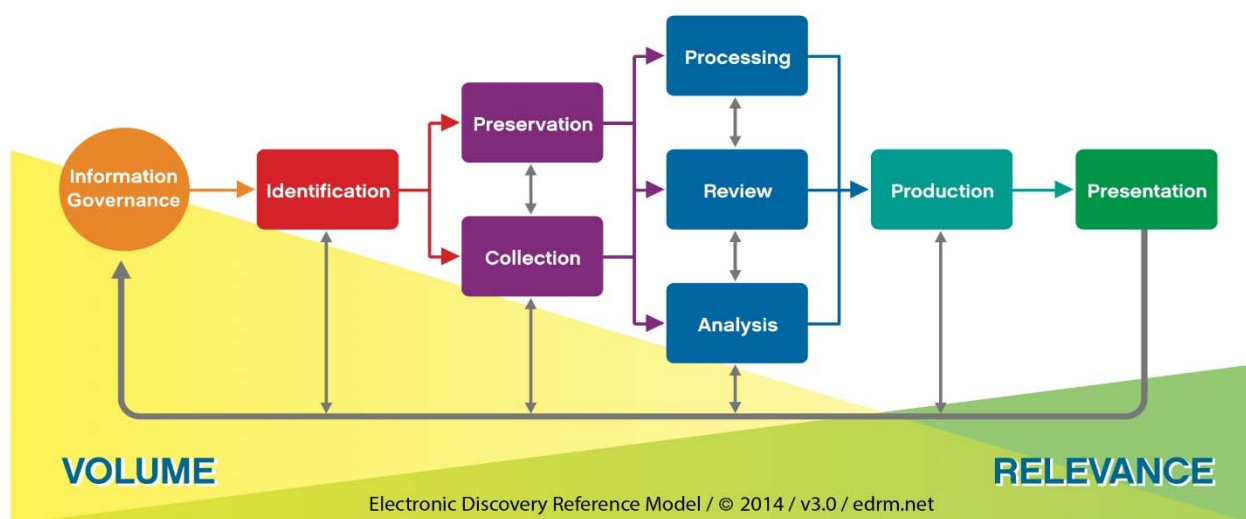 Information
Governance
Identification
Preservation
Collection
Processing
Review
Analysis
Production
Presentation
VOLUME
RELEVANCE
Electronic Discovery Reference Model / © 2014 / v3.0 / edrm.net